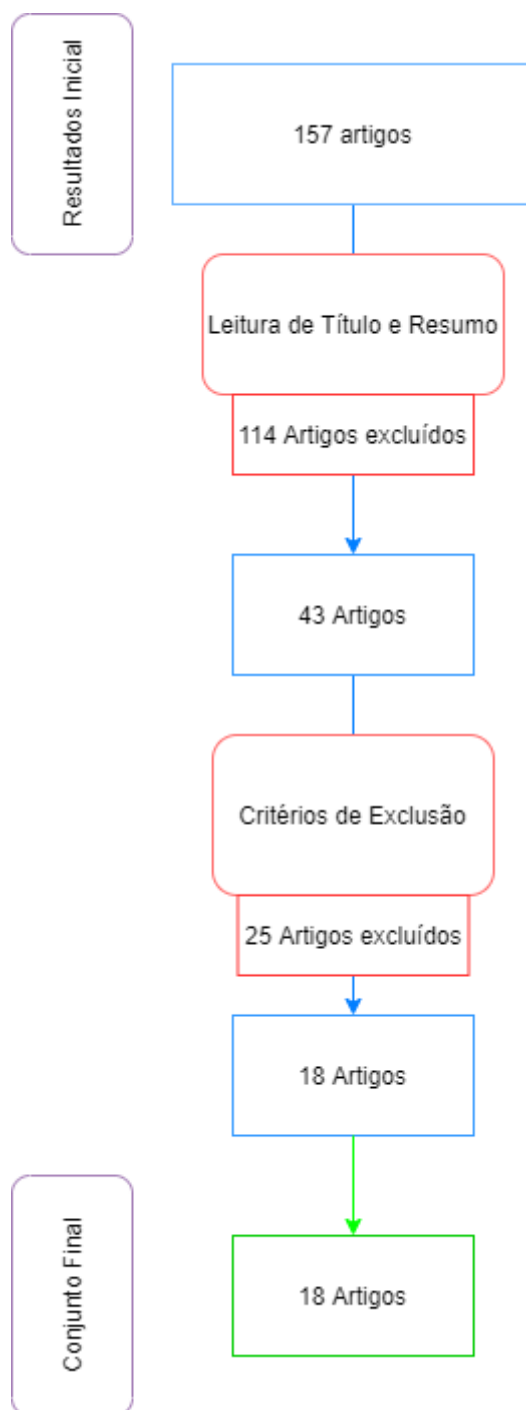 Resultados Inicial
157 artigos
Leitura de Título e Resumo
114 Artigos excluídos
43 Artigos
Critérios de Exclusão
25 Artigos excluídos
18 Artigos
Conjunto Final
18 Artigos